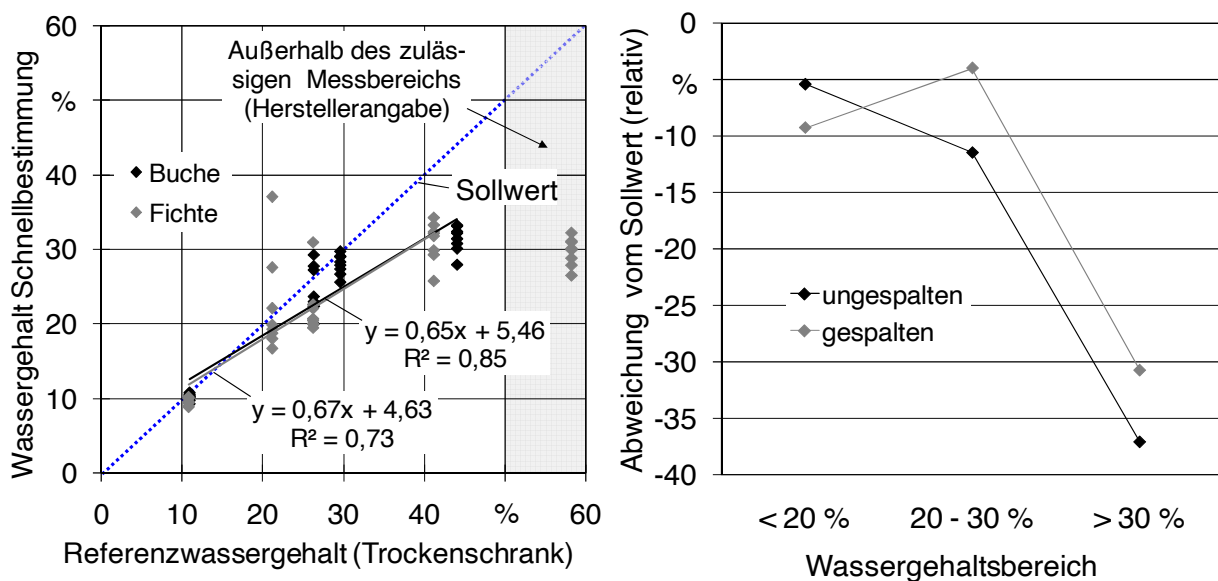 60
%
40
30
20
10
0
Wassergehalt Schnellbestimmung
Außerhalb des zuläs-
sigen Messbereichs
(Herstellerangabe)
Buche
Fichte
Sollwert
y = 0,65x + 5,46
R² = 0,85
y = 0,67x + 4,63
R² = 0,73
0 10 20 30 40 % 60
Referenzwassergehalt (Trockenschrank)
0
%
-10
-15
-20
-25
-30
-35
-40
Abweichung vom Sollwert (relativ)
ungespalten
gespalten
< 20 % 20 - 30 % > 30 %
Wassergehaltsbereich